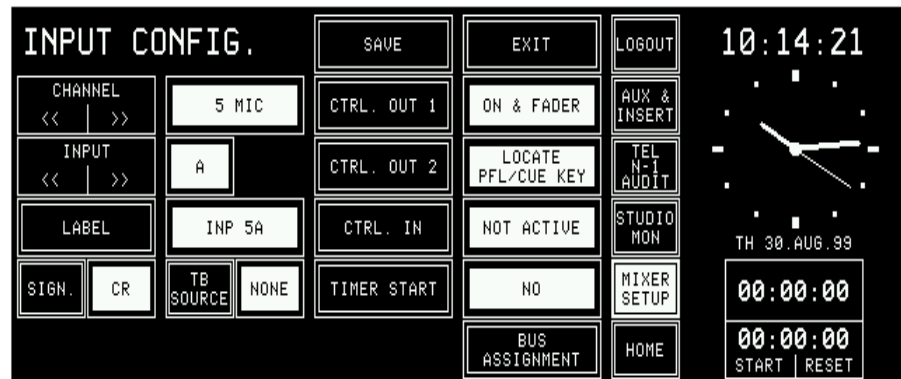 INPUT CONFIG.
SAVE
EXIT
LOGOUT
10:14:21
CHANNEL
<< | >>
5 MIC
CTRL. OUT 1
ON & FADER
AUX &
INSERT
INPUT
<< | >>
A
CTRL. OUT 2
LOCATE
PFL/CUE KEY
TEL
N-1
AUDIT
LABEL
INP 5A
CTRL. IN
NOT ACTIVE
STUDIO
MON
TH 30.AUG.99
SIGN.
CR
TB
SOURCE
NONE
TIMER START
NO
MIXER
SETUP
00:00:00
BUS
ASSIGNMENT
HOME
00:00:00
START | RESET